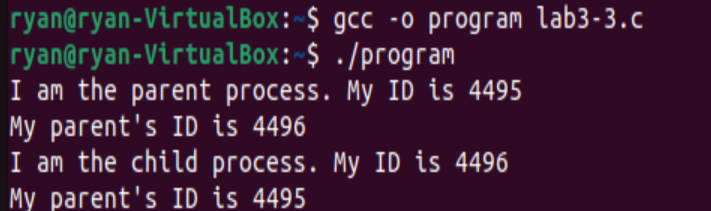 ryan@ryan-VirtualBox:~$ gcc -o program lab3-3.c
ryan@ryan-VirtualBox:~$ ./program
I am the parent process. My ID is 4495
My parent's ID is 4496
I am the child process. My ID is 4496
My parent's ID is 4495